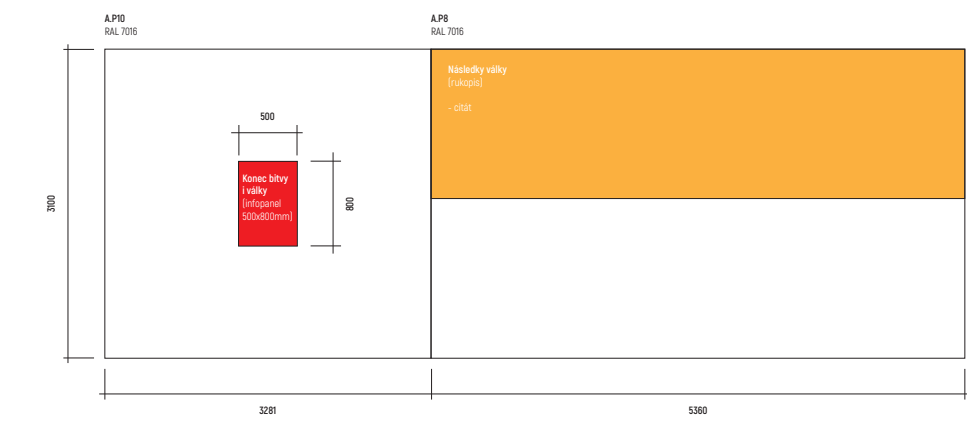 A.P10
RAL 7016
A.P8
RAL 7016
Následky války
(rukopis)
- citát
500
Konec bitvy
i války
(infopanel
500x800mm)
800
3100
3281
5360